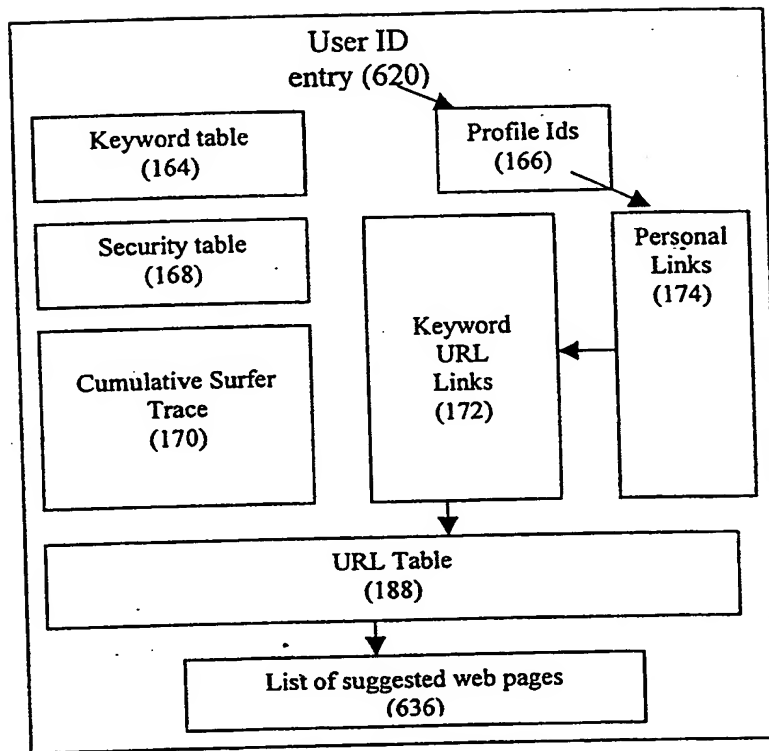 User ID
entry (620)
Keyword table
(164)
Profile Ids
(166)
Security table
(168)
Personal
Links
(174)
Keyword
URL
Links
(172)
Cumulative Surfer
Trace
(170)
URL Table
(188)
List of suggested web pages
(636)